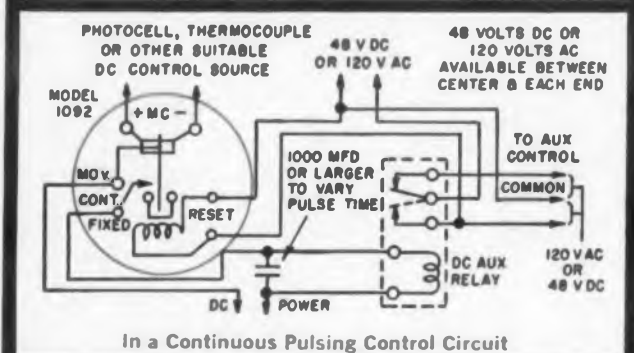 PHOTOCELL, THERMOCOUPLE
OR OTHER SUITABLE
DC CONTROL SOURCE
48 V DC
OR 120 V AC
48 VOLTS DC OR
120 VOLTS AC
AVAILABLE BETWEEN
CENTER & EACH END
MODEL
1092
+ MC -
MOV.
CONT.
FIXED
RESET
1000 MFD
OR LARGER
TO VARY
PULSE TIME
TO AUX
CONTROL
COMMON
120 V AC
OR
48 V DC
DC AUX
RELAY
DC
POWER
In a Continuous Pulsing Control Circuit